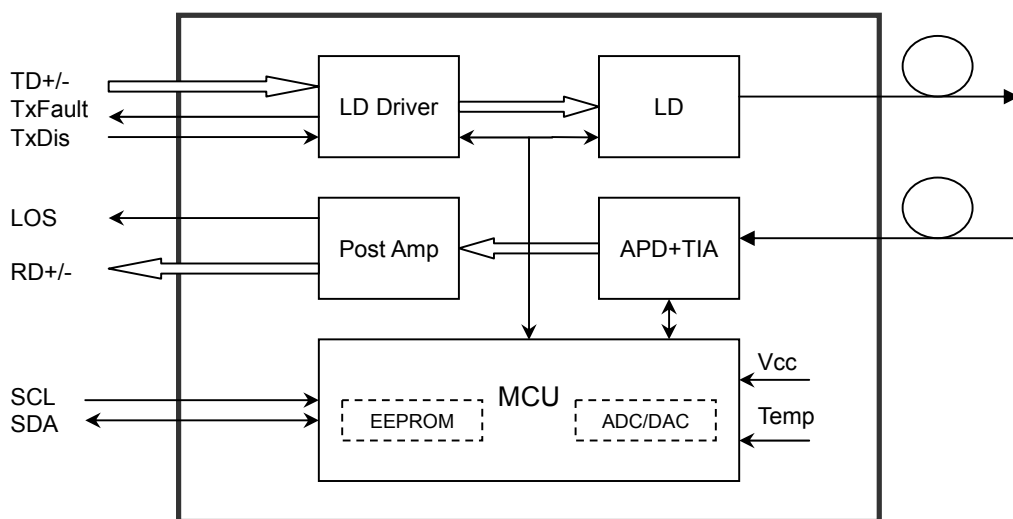 TD+/-
TxFault
TxDis
LD Driver
LD
LOS
RD+/-
Post Amp
APD+TIA
SCL
SDA
MCU
EEPROM
ADC/DAC
Vcc
Temp